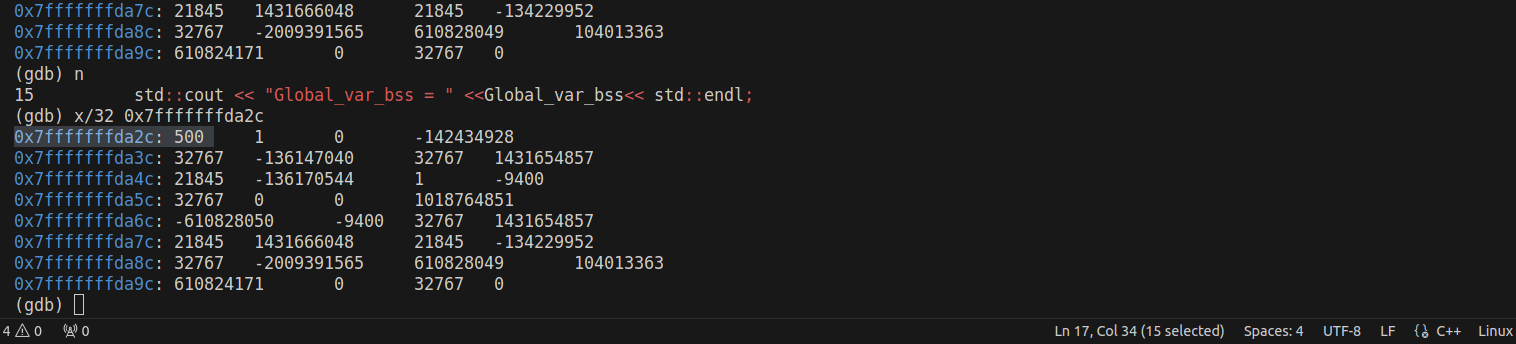 0x7fffffffda7c: 21845 1431666048 21845 -134229952
0x7fffffffda8c: 32767 -2009391565 610828049 104013363
0x7fffffffda9c: 610824171 0 32767 0
(gdb) n
15 std::cout << "Global_var_bss = " <<Global_var_bss<< std::endl;
(gdb) x/32 0x7fffffffda2c
0x7fffffffda2c: 500 1 0 -142434928
0x7fffffffda3c: 32767 -136147040 32767 1431654857
0x7fffffffda4c: 21845 -136170544 1 -9400
0x7fffffffda5c: 32767 0 0 1018764851
0x7fffffffda6c: -610828050 -9400 32767 1431654857
0x7fffffffda7c: 21845 1431666048 21845 -134229952
0x7fffffffda8c: 32767 -2009391565 610828049 104013363
0x7fffffffda9c: 610824171 0 32767 0
(gdb)
4 0 0 Ln 17, Col 34 (15 selected) Spaces: 4 UTF-8 LF C++ Linux